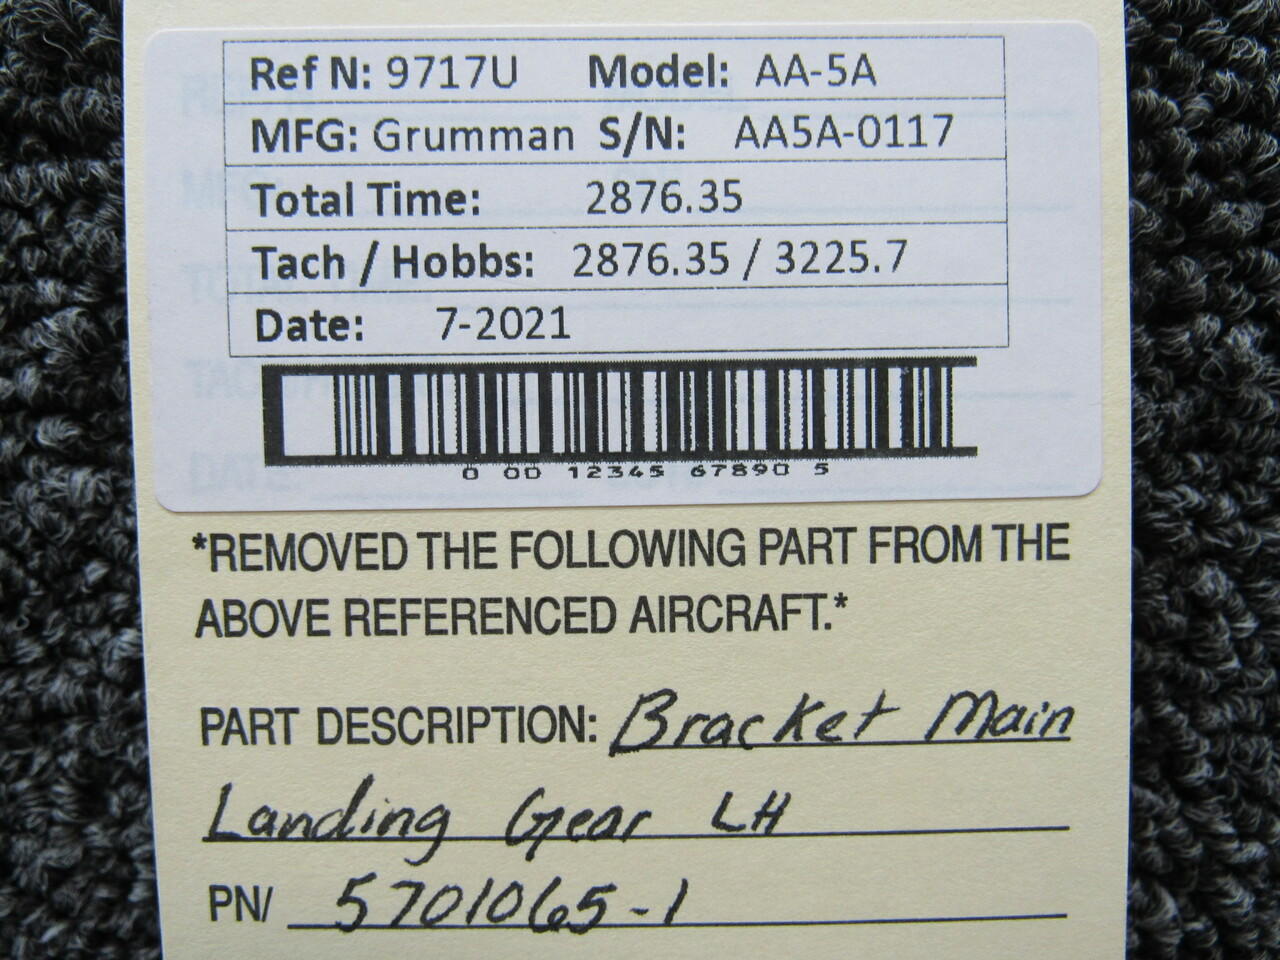 Ref N: 9717U Model: AA-5A
MFG: Grumman S/N: AA5A-0117
Total Time: 2876.35
Tach / Hobbs: 2876.35 / 3225.7
Date: 7-2021
0 00 12345 67890 5
*REMOVED THE FOLLOWING PART FROM THE
ABOVE REFERENCED AIRCRAFT.*
PART DESCRIPTION: Bracket Main
Landing Gear LH
PN/ 5701065-1